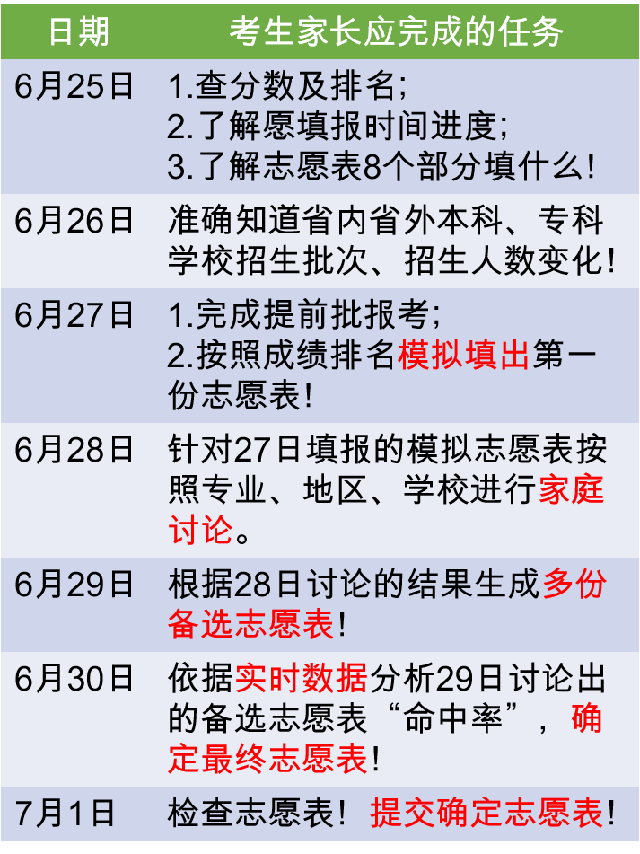 日期 考生家长应完成的任务
6月25日 1.查分数及排名;
2.了解愿填报时间进度;
3.了解志愿表8个部分填什么!
6月26日 准确知道省内省外本科、专科
学校招生批次、招生人数变化!
6月27日 1.完成提前批报考;
2.按照成绩排名模拟填出第一
份志愿表!
6月28日 针对27日填报的模拟志愿表按
照专业、地区、学校进行家庭
讨论。
6月29日 根据28日讨论的结果生成多份
备选志愿表!
6月30日 依据实时数据分析29日讨论出
的备选志愿表“命中率”，确
定最终志愿表!
7月1日 检查志愿表!提交确定志愿表!